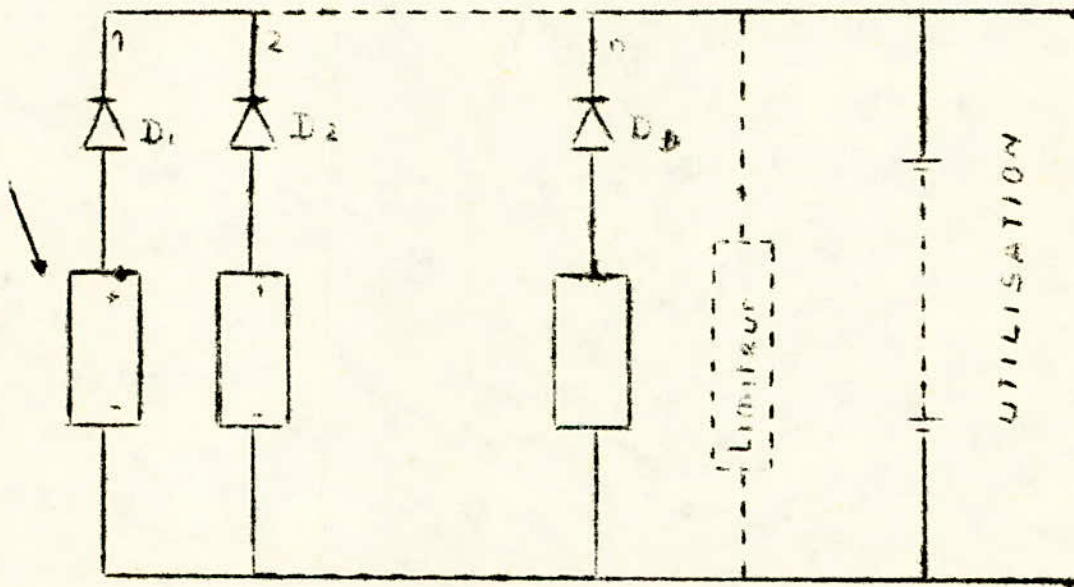 1
2
n
D1
D2
Limiteur
UTILISATION
+
+
-
-